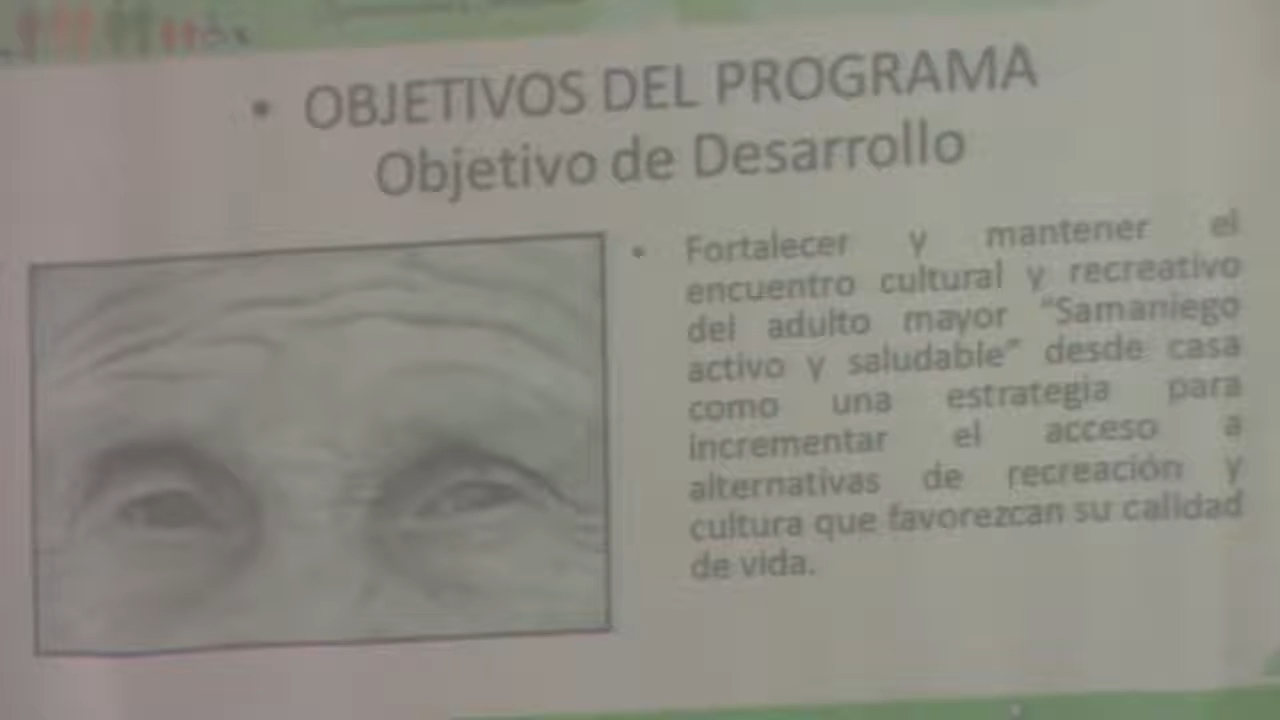 • OBJETIVOS DEL PROGRAMA
Objetivo de Desarrollo
• Fortalecer y mantener el
encuentro cultural y recreativo
del adulto mayor “Samaniego
activo y saludable” desde casa
como una estrategia para
incrementar el acceso a
alternativas de recreación y
cultura que favorezcan su calidad
de vida.